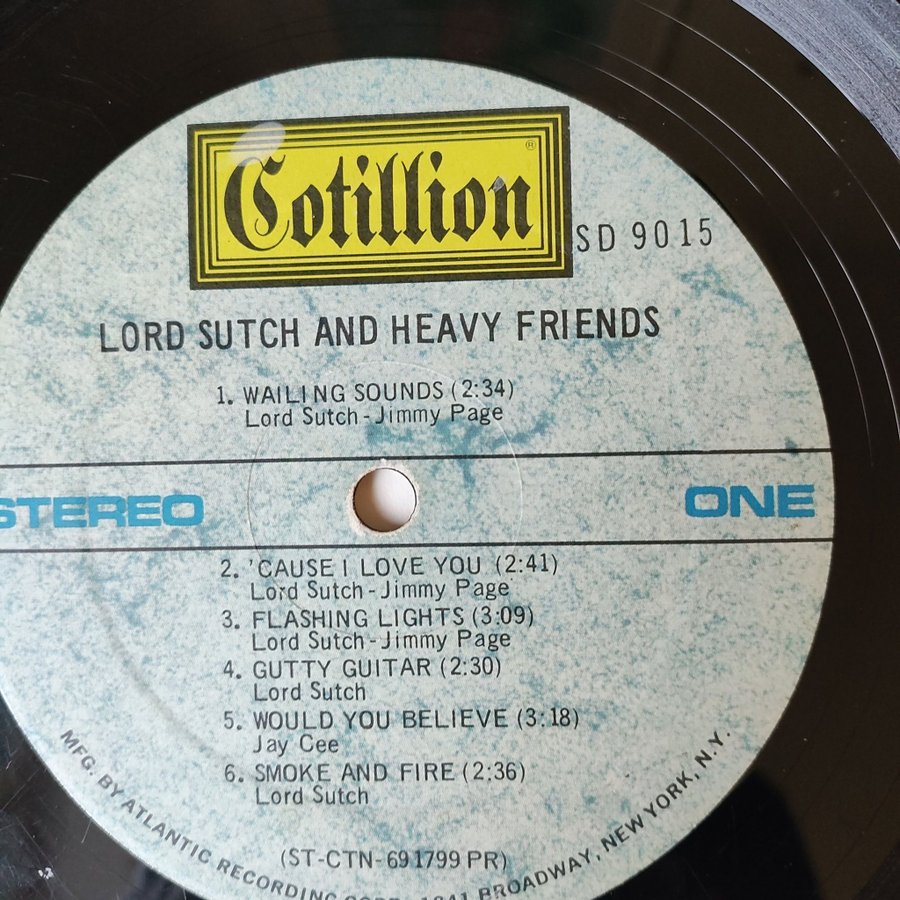 Cotillion ®
SD 9015
LORD SUTCH AND HEAVY FRIENDS
1. WAILING SOUNDS (2:34)
Lord Sutch - Jimmy Page
STEREO
ONE
2. 'CAUSE I LOVE YOU (2:41)
Lord Sutch - Jimmy Page
3. FLASHING LIGHTS (3:09)
Lord Sutch - Jimmy Page
4. GUTTY GUITAR (2:30)
Lord Sutch
5. WOULD YOU BELIEVE (3:18)
Jay Cee
6. SMOKE AND FIRE (2:36)
Lord Sutch
(ST-CTN-691799 PR)
MFG. BY ATLANTIC RECORDING CORP., 1841 BROADWAY, NEW YORK, N.Y.